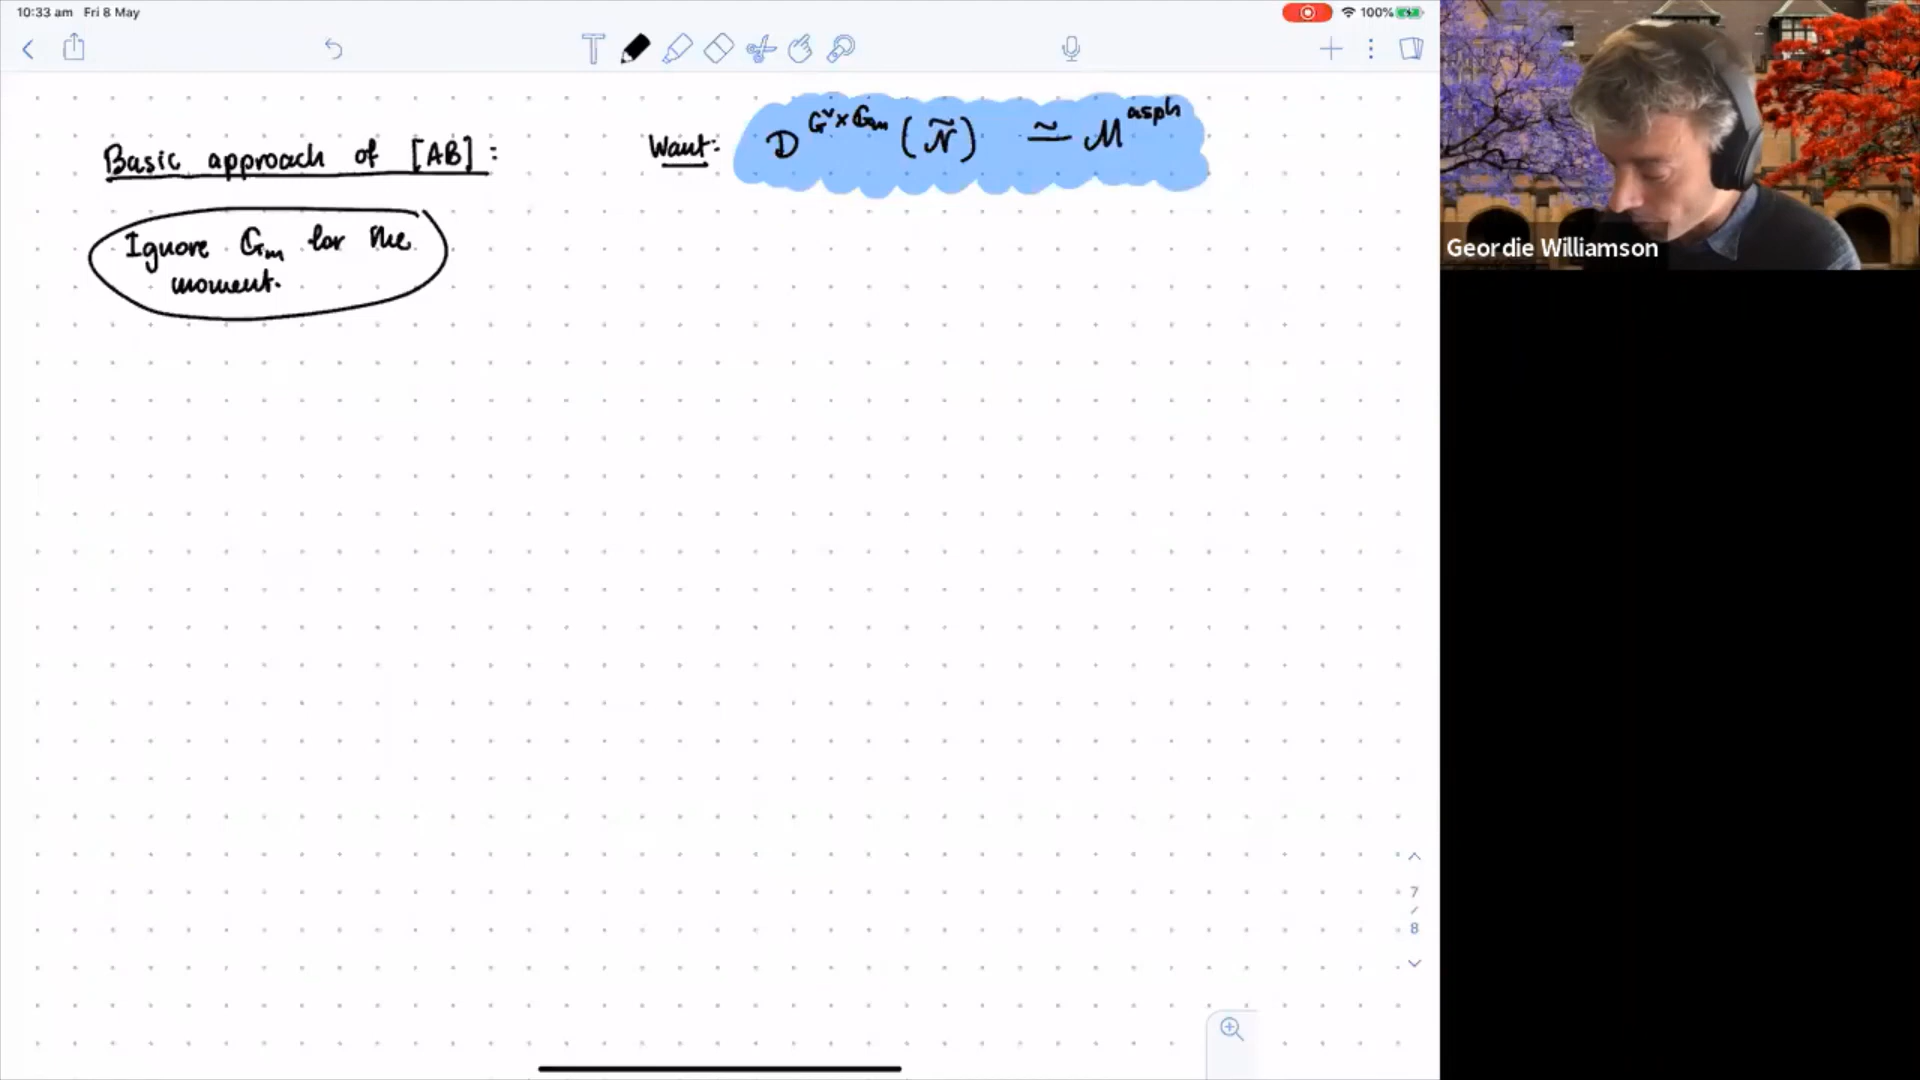 10:33 am Fri 8 May
100%
Basic approach of [AB]:
Want: D^{G^∨×G_m}(Ñ) ≃ M^{asph}
Ignore G_m for the
moment.
Geordie Williamson
7
/
8